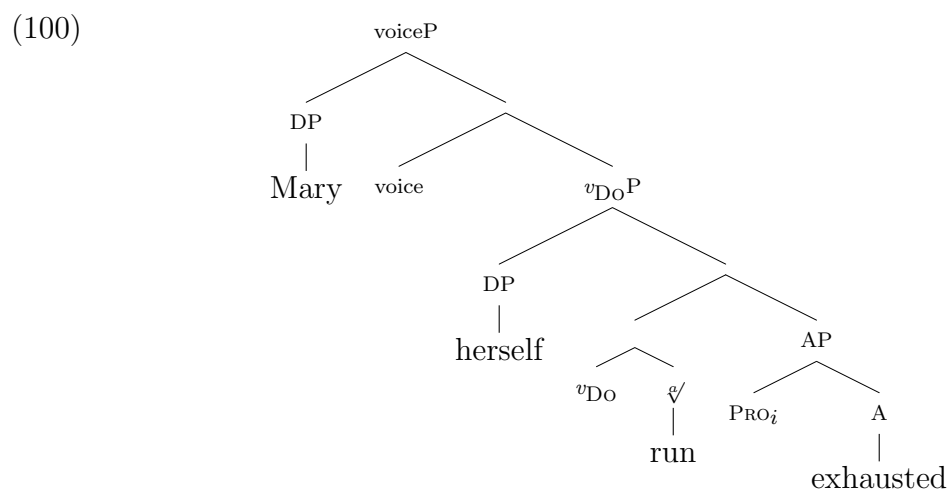 (100)
voiceP
DP
Mary voice vDOP
DP
herself AP
vDO a/√ PROi A
run
exhausted